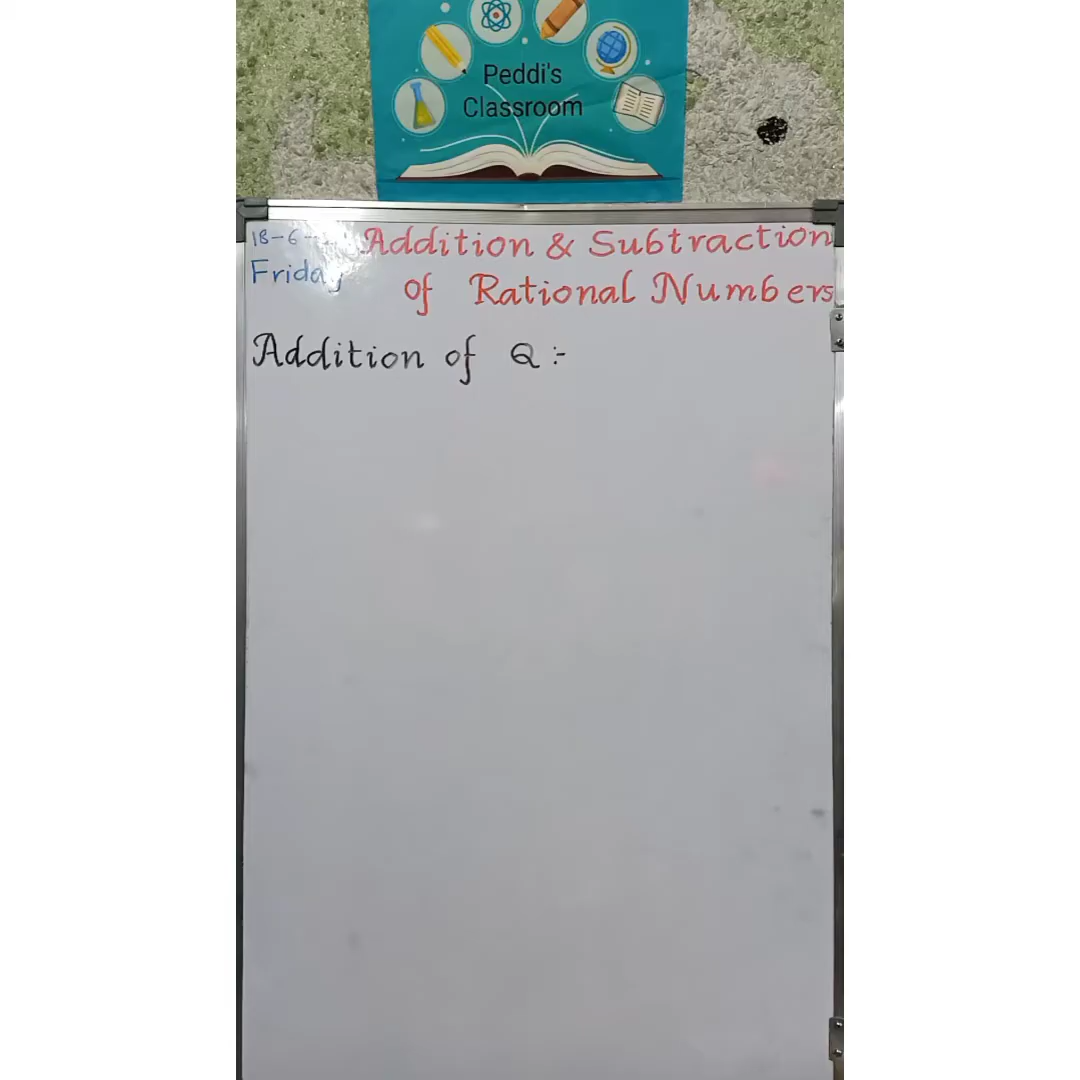 Peddi's
Classroom
18-6-
Addition & Subtraction
Friday
of Rational Numbers
Addition of Q :-